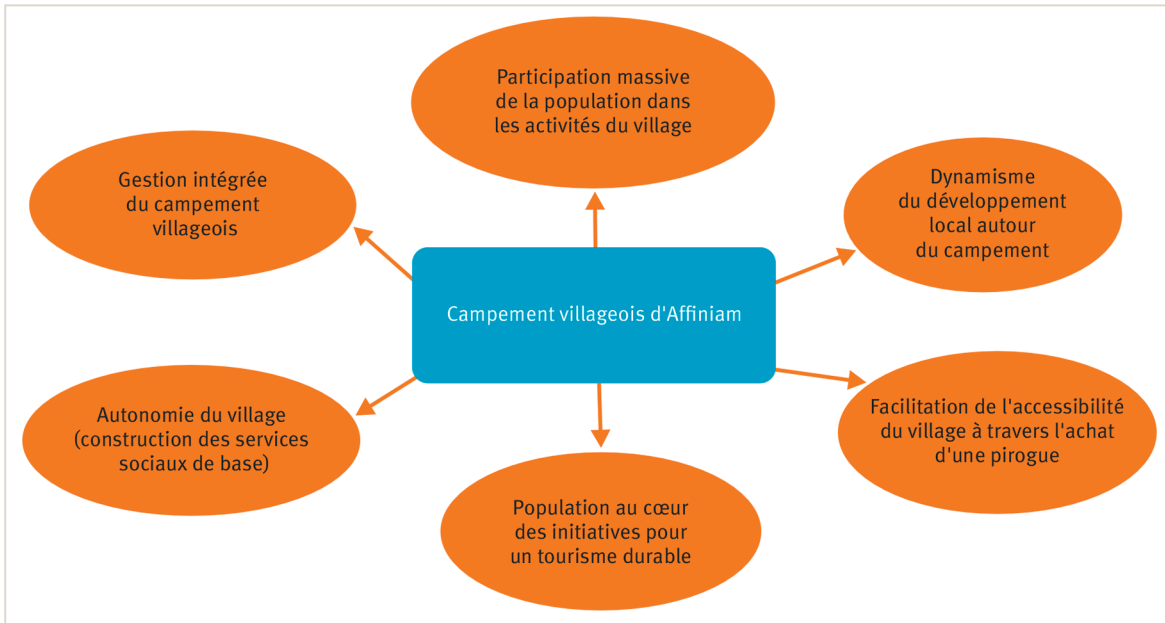 Participation massive
de la population dans
les activités du village
Gestion intégrée
du campement
villageois
Dynamisme
du développement
local autour
du campement
Campement villageois d'Affiniam
Autonomie du village
(construction des services
sociaux de base)
Facilitation de l'accessibilité
du village à travers l'achat
d'une pirogue
Population au cœur
des initiatives pour
un tourisme durable